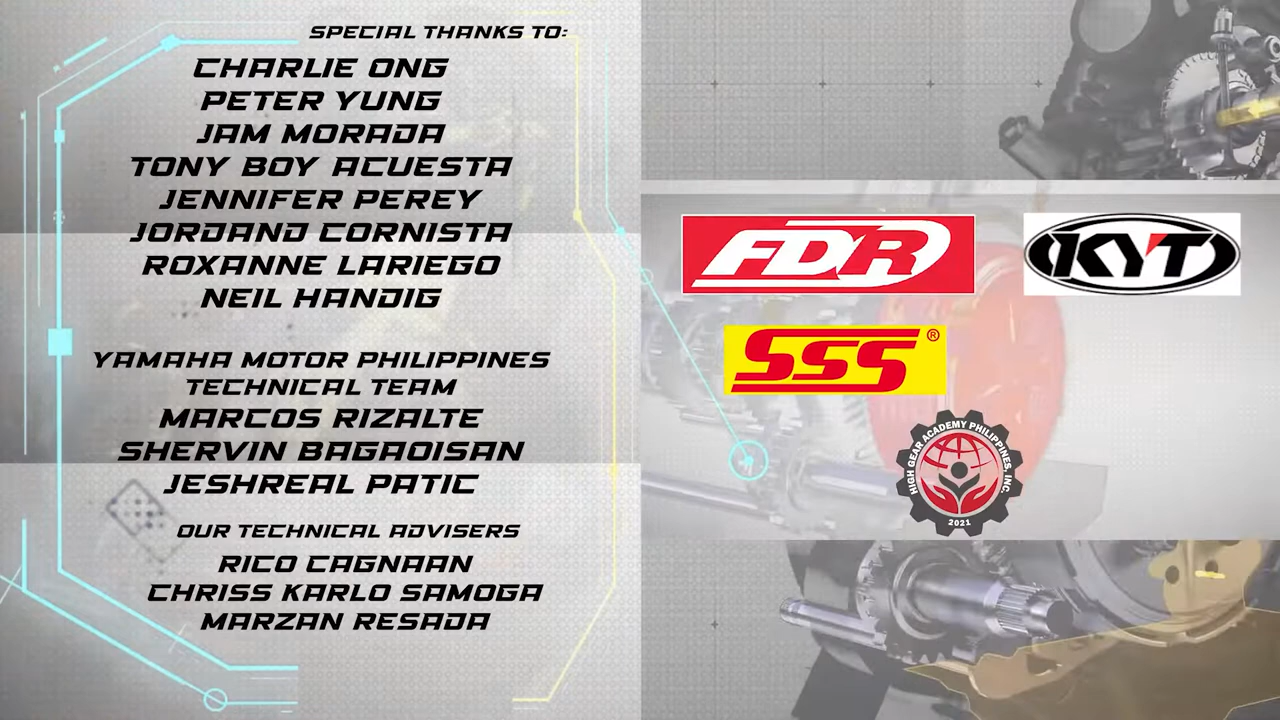 SPECIAL THANKS TO:
CHARLIE ONG
PETER YUNG
JAM MORADA
TONY BOY ACUESTA
JENNIFER PEREY
JORDAND CORNISTA
ROXANNE LARIEGO
NEIL HANDIG
YAMAHA MOTOR PHILIPPINES
TECHNICAL TEAM
MARCOS RIZALTE
SHERVIN BAGAOISAN
JESHREAL PATIC
OUR TECHNICAL ADVISERS
RICO CAGNAAN
CHRISS KARLO SAMOGA
MARZAN RESADA
FDR
KYT
SSS®
HIGH GEAR ACADEMY PHILIPPINES, INC.
2021